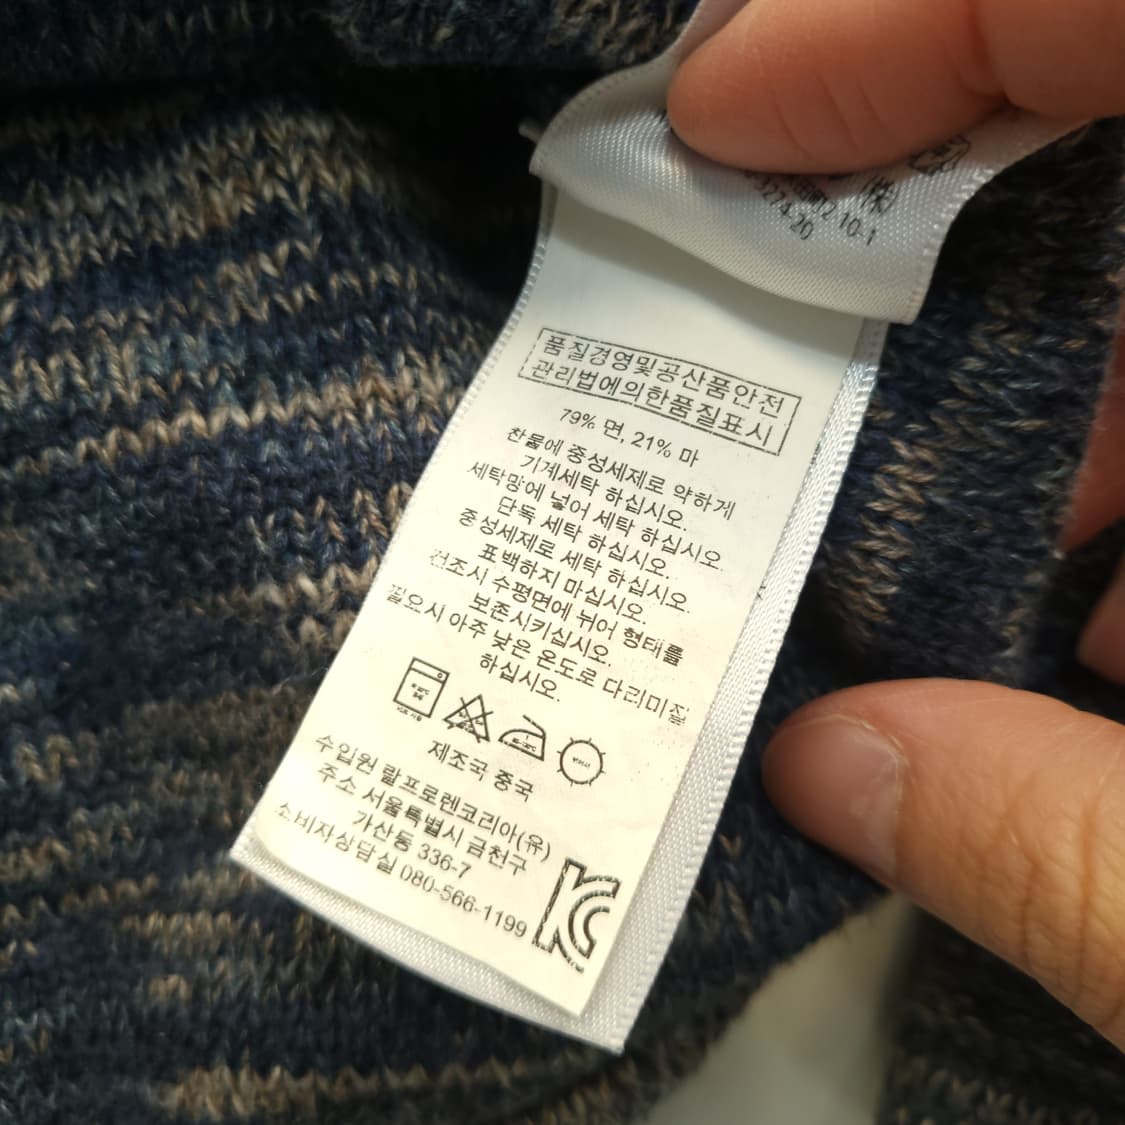 (株)
2 10.1
3274 20
품질경영및공산품안전
관리법에의한품질표시
79% 면, 21% 마
찬물에 중성세제로 약하게
기계세탁 하십시오.
세탁망에 넣어 세탁 하십시오.
단독 세탁 하십시오.
중성세제로 세탁 하십시오.
표백하지 마십시오.
건조시 수평면에 뉘어 형태를
보존시키십시오.
필요시 아주 낮은 온도로 다리미질
하십시오.
제조국 중국
수입원 랄프로렌코리아(유)
주소 서울특별시 금천구
가산동 336-7
소비자상담실 080-566-1199
KC